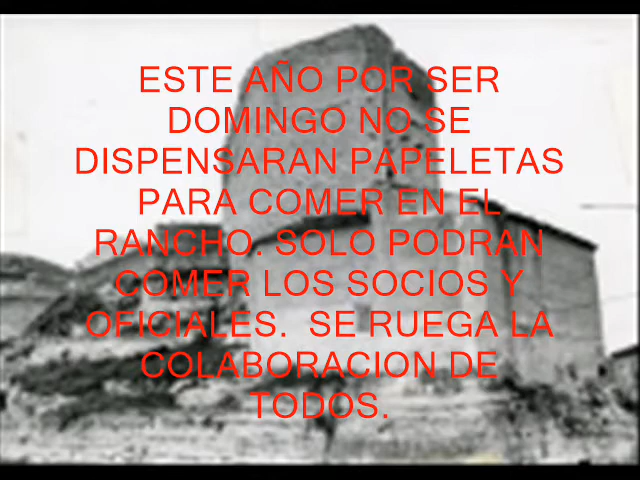 ESTE AÑO POR SER
DOMINGO NO SE
DISPENSARAN PAPELETAS
PARA COMER EN EL
RANCHO. SOLO PODRAN
COMER LOS SOCIOS Y
OFICIALES.  SE RUEGA LA
COLABORACION DE
TODOS.